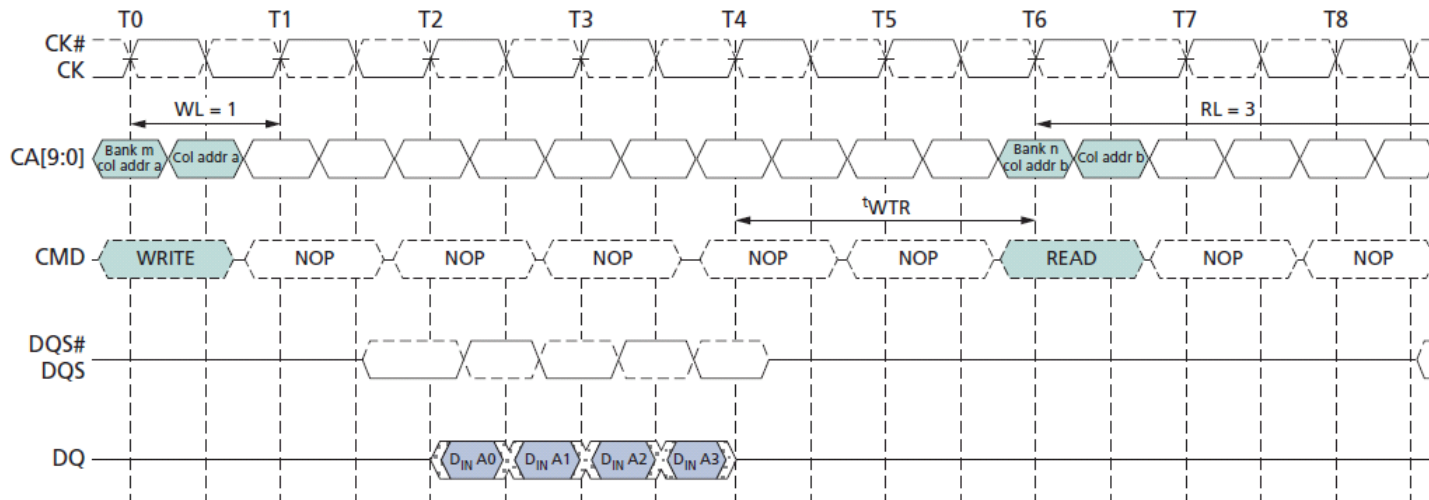 T0 T1 T2 T3 T4 T5 T6 T7 T8
CK#
CK
WL = 1 RL = 3
CA[9:0]
Bank m
col addr a
Col addr a
Bank n
col addr b
Col addr b
tWTR
CMD WRITE NOP NOP NOP NOP NOP READ NOP NOP
DQS#
DQS
DQ DIN A0 DIN A1 DIN A2 DIN A3